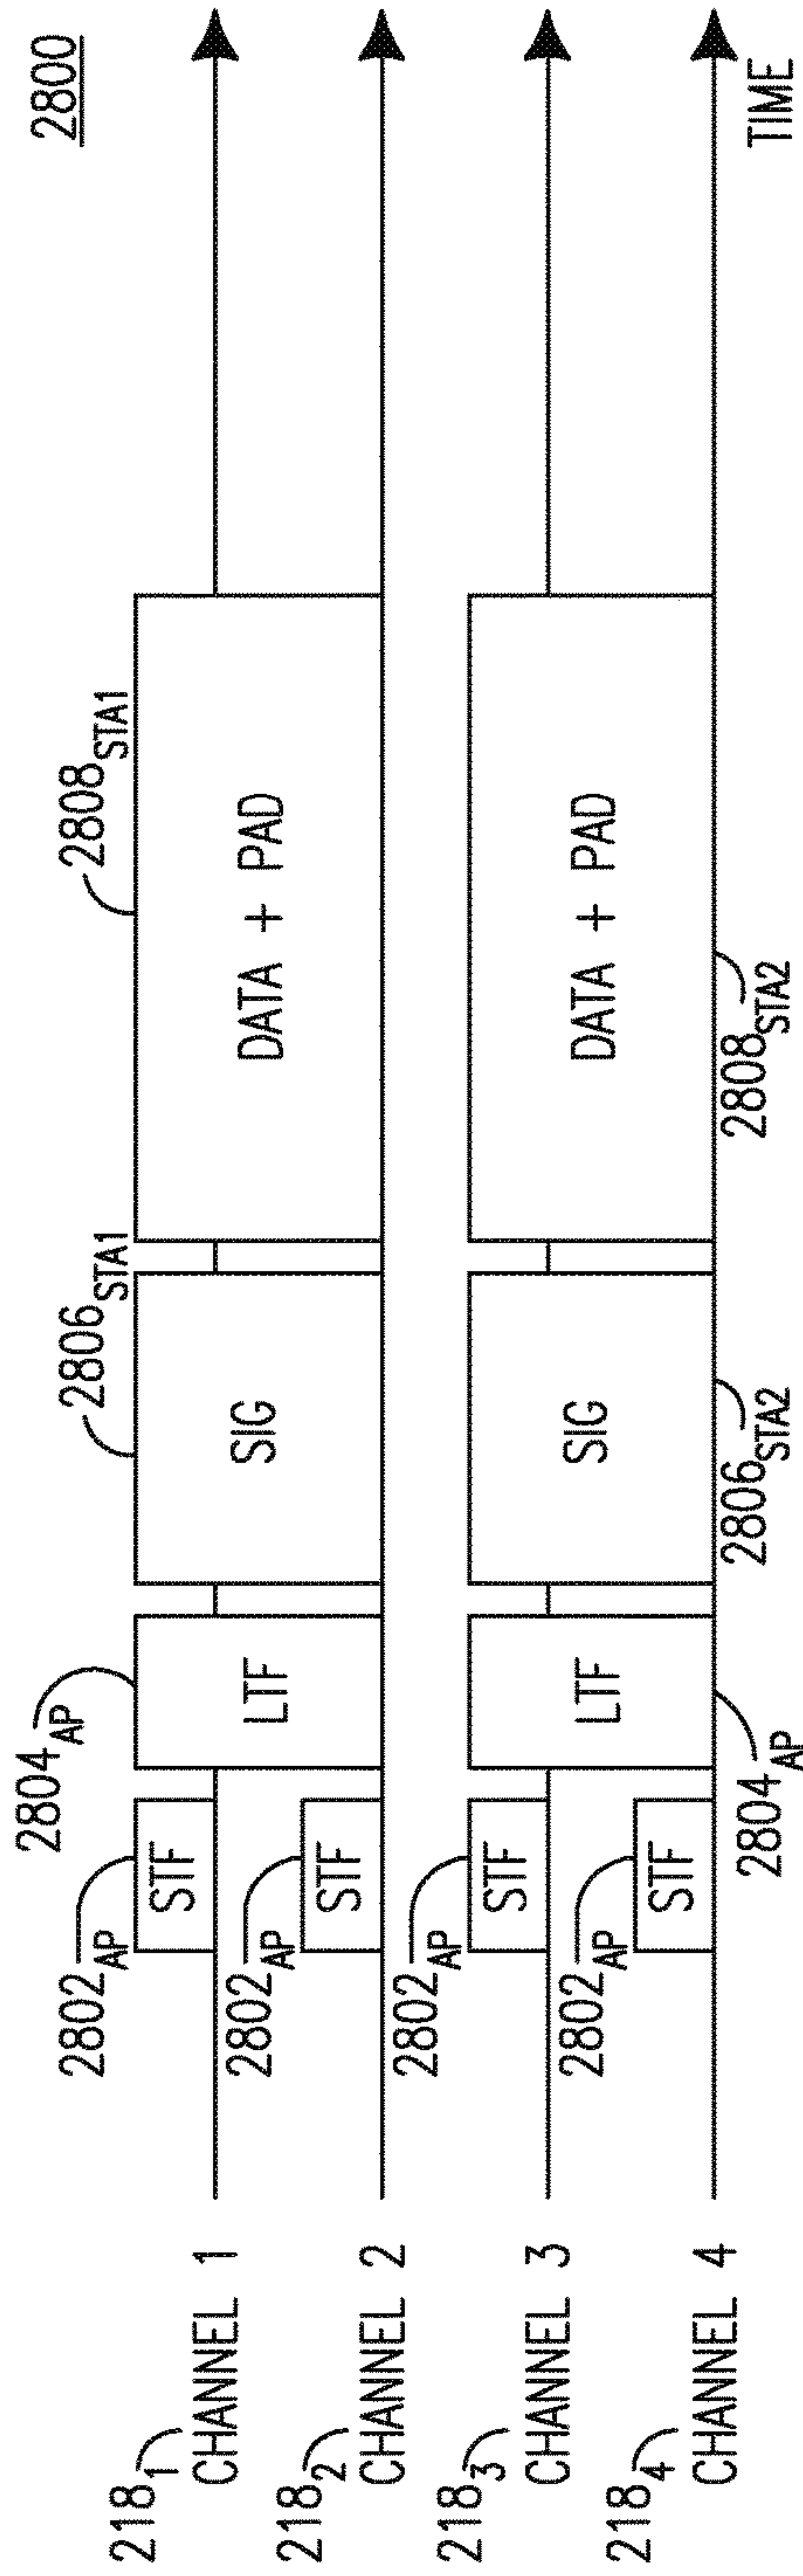 2800
218₁
CHANNEL 1
218₂
CHANNEL 2
218₃
CHANNEL 3
218₄
CHANNEL 4
2802AP
STF
2802AP
STF
2802AP
STF
2802AP
STF
2804AP
LTF
LTF
2804AP
2806STA1
SIG
SIG
2806STA2
2808STA1
DATA + PAD
DATA + PAD
2808STA2
TIME